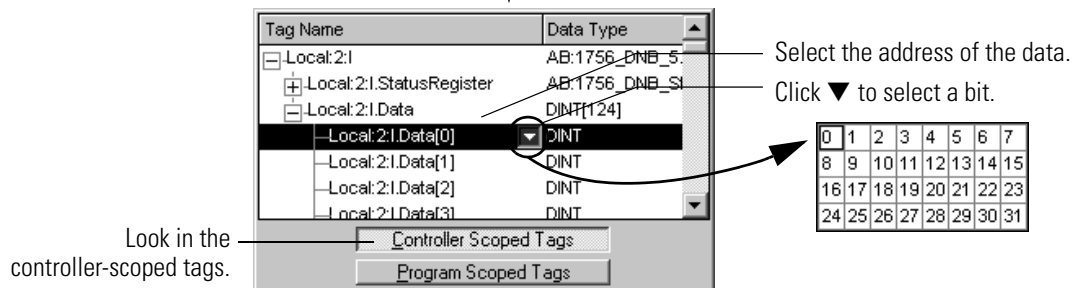 Tag Name Data Type
Local:2:I AB:1756_DNB_5.
Local:2:I.StatusRegister AB:1756_DNB_St
Local:2:I.Data DINT[124]
Local:2:I.Data[0] DINT
Local:2:I.Data[1] DINT
Local:2:I.Data[2] DINT
Local:2:I.Data[3] DINT
Controller Scoped Tags
Program Scoped Tags
Look in the
controller-scoped tags.
Select the address of the data.
Click ▼ to select a bit.
0 1 2 3 4 5 6 7
8 9 10 11 12 13 14 15
16 17 18 19 20 21 22 23
24 25 26 27 28 29 30 31